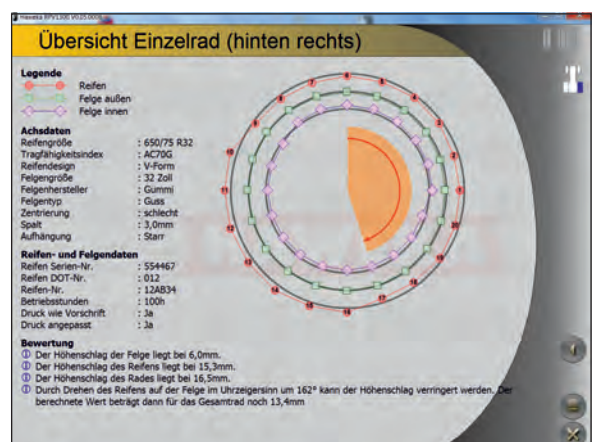 Haweka RPV1300 V0.05.0008
Übersicht Einzelrad (hinten rechts)
Legende
Reifen
Felge außen
Felge innen
Achsdaten
Reifengröße : 650/75 R32
Tragfähigkeitsindex : AC70G
Reifendesign : V-Form
Felgengröße : 32 Zoll
Felgenhersteller : Gummi
Felgentyp : Guss
Zentrierung : schlecht
Spalt : 3,0mm
Aufhängung : Starr
Reifen- und Felgendaten
Reifen Serien-Nr. : 554467
Reifen DOT-Nr. : 012
Reifen-Nr. : 12AB34
Betriebsstunden : 100h
Druck wie Vorschrift : Ja
Druck angepasst : Ja
Bewertung
Der Höhenschlag der Felge liegt bei 6,0mm.
Der Höhenschlag des Reifens liegt bei 15,3mm.
Der Höhenschlag des Rades liegt bei 16,5mm.
Durch Drehen des Reifens auf der Felge im Uhrzeigersinn um 162° kann der Höhenschlag verringert werden. Der
berechnete Wert beträgt dann für das Gesamtrad noch 13,4mm